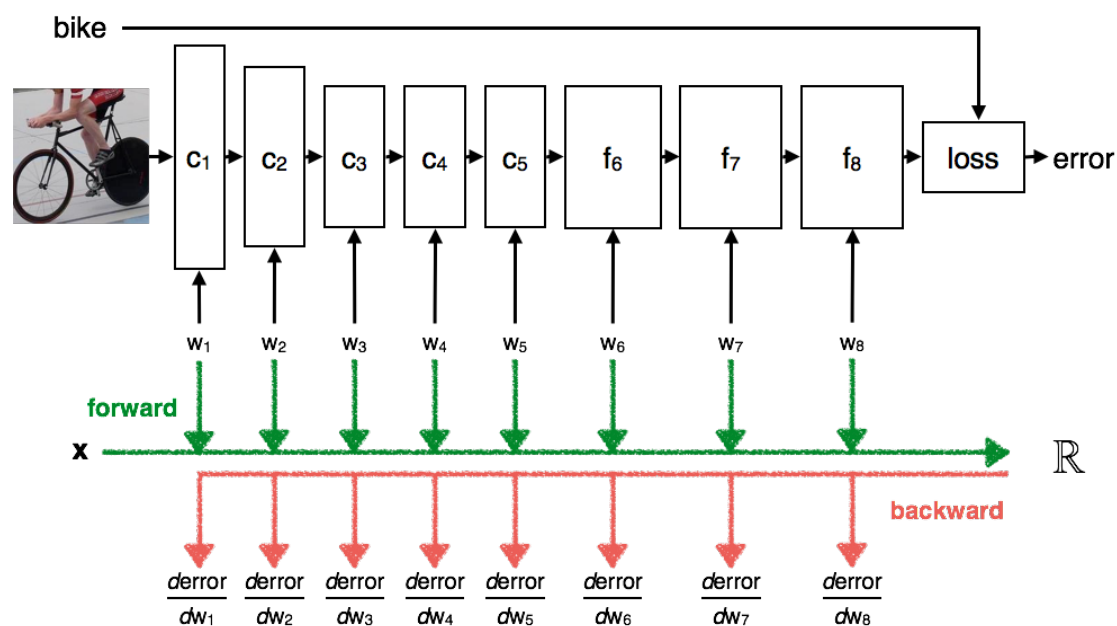 bike
c₁ c₂ c₃ c₄ c₅ f₆ f₇ f₈ loss error
w₁ w₂ w₃ w₄ w₅ w₆ w₇ w₈
forward
x ℝ
backward
derror derror derror derror derror derror derror derror
dw₁ dw₂ dw₃ dw₄ dw₅ dw₆ dw₇ dw₈